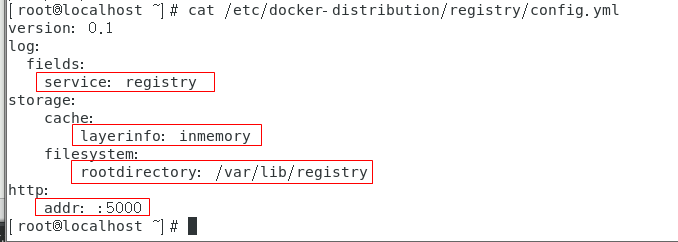 [root@localhost ~]# cat /etc/docker-distribution/registry/config.yml
version: 0.1
log:
  fields:
    service: registry
storage:
    cache:
        layerinfo: inmemory
    filesystem:
        rootdirectory: /var/lib/registry
http:
    addr: :5000
[root@localhost ~]#